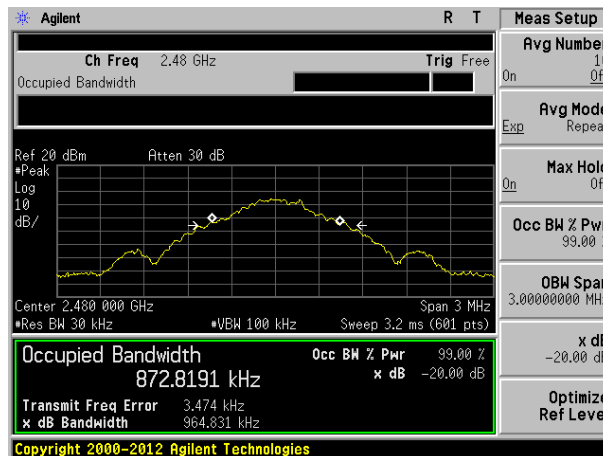 Agilent R T
Ch Freq 2.48 GHz Trig Free
Occupied Bandwidth
Ref 20 dBm Atten 30 dB
#Peak
Log
10
dB/
Center 2.480 000 GHz Span 3 MHz
#Res BW 30 kHz #VBW 100 kHz Sweep 3.2 ms (601 pts)
Occupied Bandwidth Occ BW % Pwr 99.00 %
872.8191 kHz x dB -20.00 dB
Transmit Freq Error 3.474 kHz
x dB Bandwidth 964.831 kHz
Copyright 2000-2012 Agilent Technologies
Meas Setup
Avg Number
On
Avg Mode
Exp Repea
Max Hold
On
Occ BW % Pwr
99.00
OBW Span
3.00000000 MH
x dB
-20.00 dB
Optimize
Ref Leve